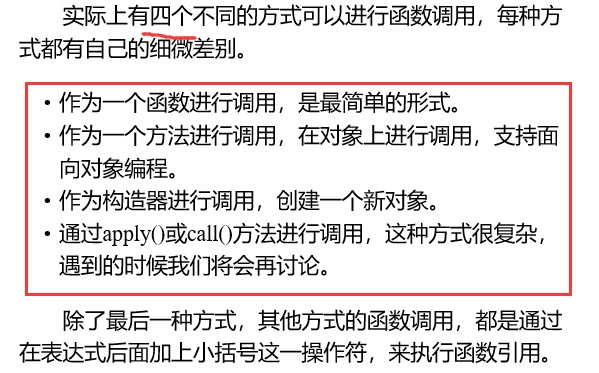 实际上有四个不同的方式可以进行函数调用，每种方
式都有自己的细微差别。
• 作为一个函数进行调用，是最简单的形式。
• 作为一个方法进行调用，在对象上进行调用，支持面
向对象编程。
• 作为构造器进行调用，创建一个新对象。
• 通过apply()或call()方法进行调用，这种方式很复杂，
遇到的时候我们将会再讨论。
除了最后一种方式，其他方式的函数调用，都是通过
在表达式后面加上小括号这一操作符，来执行函数引用。